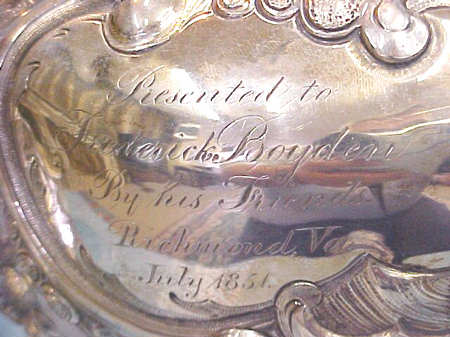 Presented to
Frederick Boyden
By his Friends
Richmond, Va
July 1851.